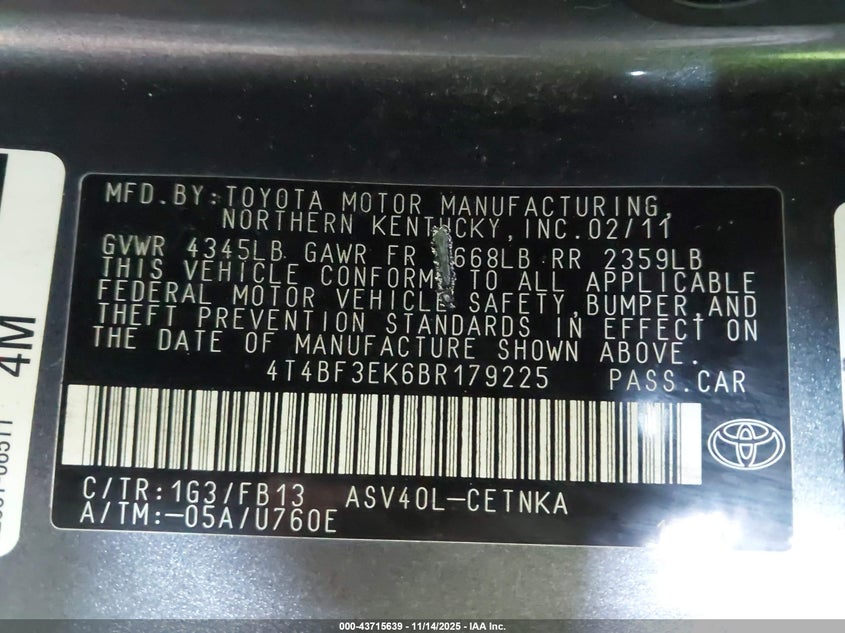 MFD.BY:TOYOTA MOTOR MANUFACTURING,
NORTHERN KENTUCKY,INC.02/11
GVWR 4345LB GAWR FR 668LB RR 2359LB
THIS VEHICLE CONFORMS TO ALL APPLICABLE
FEDERAL MOTOR VEHICLE SAFETY,BUMPER,AND
THEFT PREVENTION STANDARDS IN EFFECT ON
THE DATE OF MANUFACTURE SHOWN ABOVE.
4T4BF3EK6BR179225 PASS.CAR
C/TR:1G3/FB13 ASV40L-CETNKA
A/TM:-05A/U760E
4M
000-43715639 - 11/14/2025 - IAA Inc.